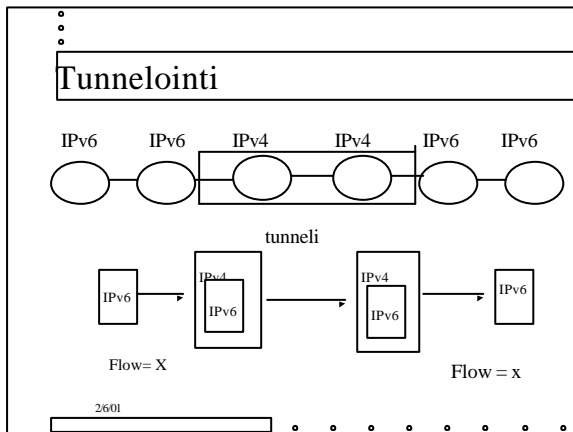 Tunnelointi
IPv6 IPv6 IPv4 IPv4 IPv6 IPv6
tunneli
IPv6 IPv4 IPv6 IPv4 IPv6 IPv6
Flow= X
Flow = x
2/6/01